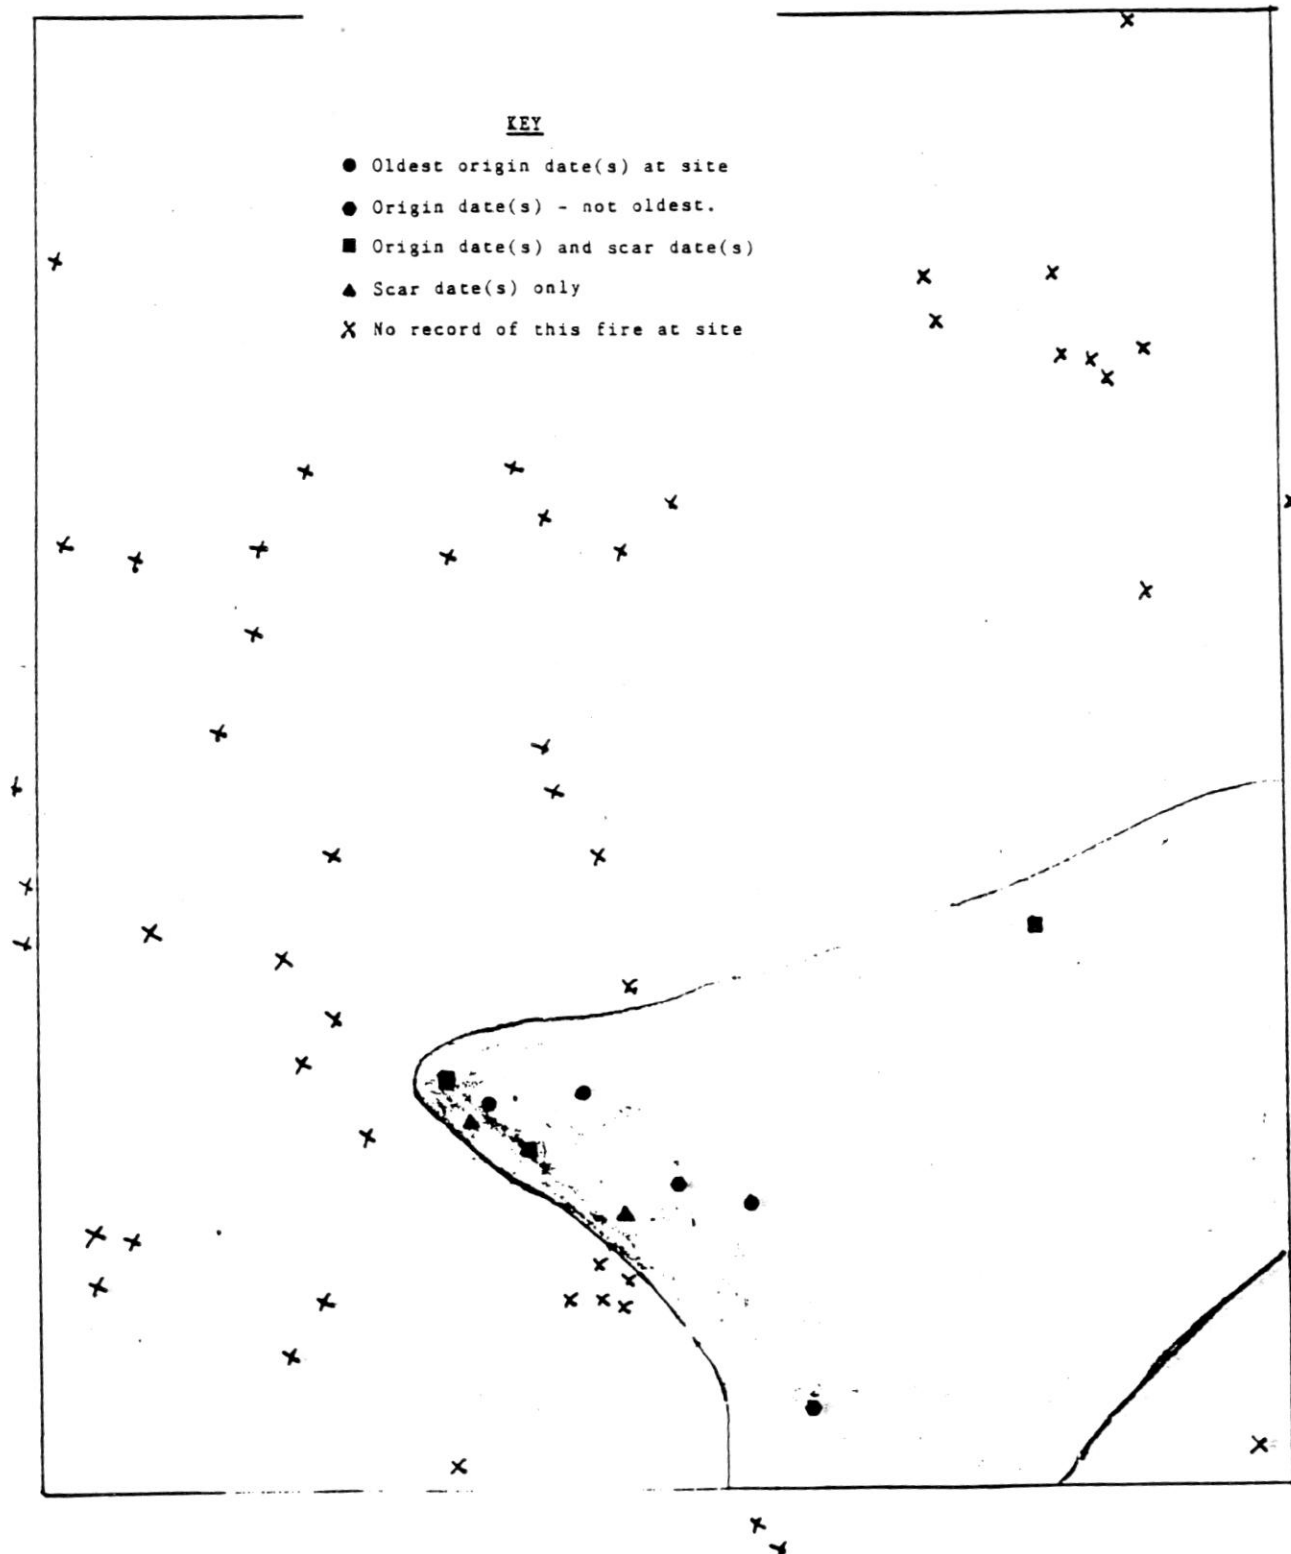 KEY
● Oldest origin date(s) at site
⬢ Origin date(s) - not oldest.
■ Origin date(s) and scar date(s)
▲ Scar date(s) only
X No record of this fire at site